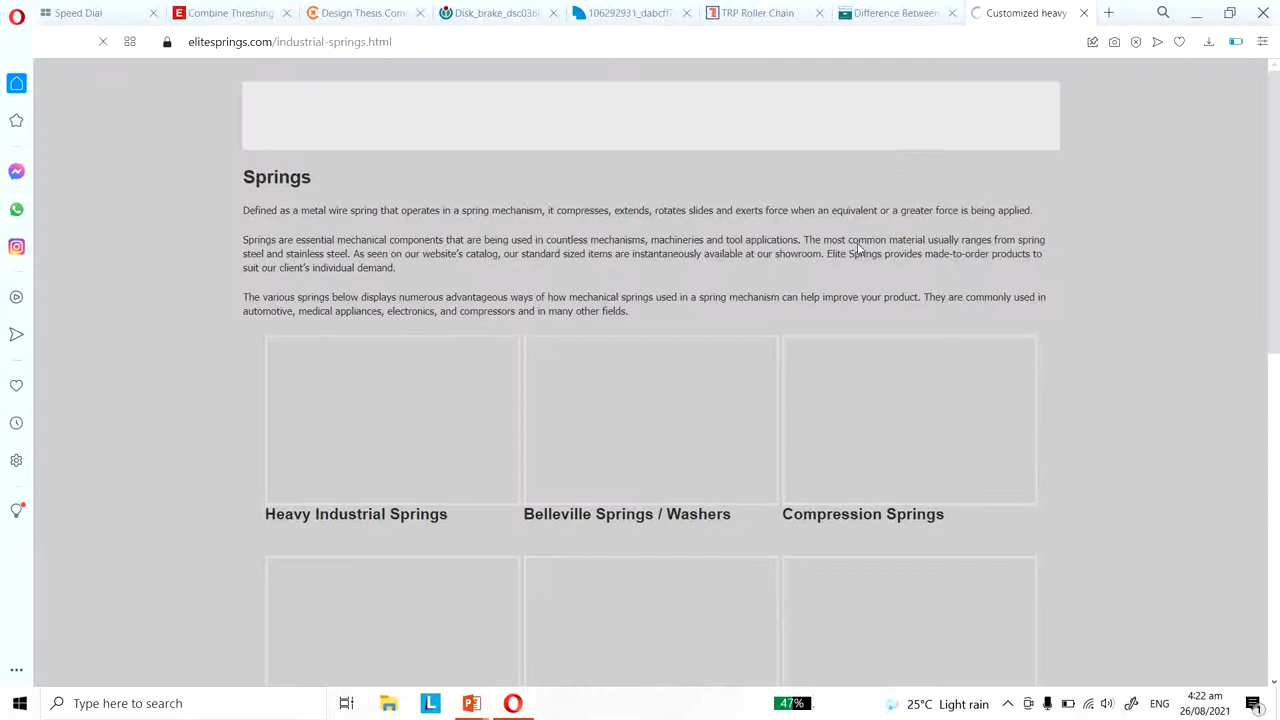 Speed Dial
Combine Threshing
Design Thesis.Com
Disk_brake_dsc036
106292931_dabcff7
TRP Roller Chain
Difference Between
Customized heavy
elitesprings.com/industrial-springs.html
Springs
Defined as a metal wire spring that operates in a spring mechanism, it compresses, extends, rotates slides and exerts force when an equivalent or a greater force is being applied.
Springs are essential mechanical components that are being used in countless mechanisms, machineries and tool applications. The most common material usually ranges from spring
steel and stainless steel. As seen on our website's catalog, our standard sized items are instantaneously available at our showroom. Elite Springs provides made-to-order products to
suit our client's individual demand.
The various springs below displays numerous advantageous ways of how mechanical springs used in a spring mechanism can help improve your product. They are commonly used in
automotive, medical appliances, electronics, and compressors and in many other fields.
Heavy Industrial Springs
Belleville Springs / Washers
Compression Springs
Type here to search
47%
25°C Light rain
ENG
4:22 am
26/08/2021